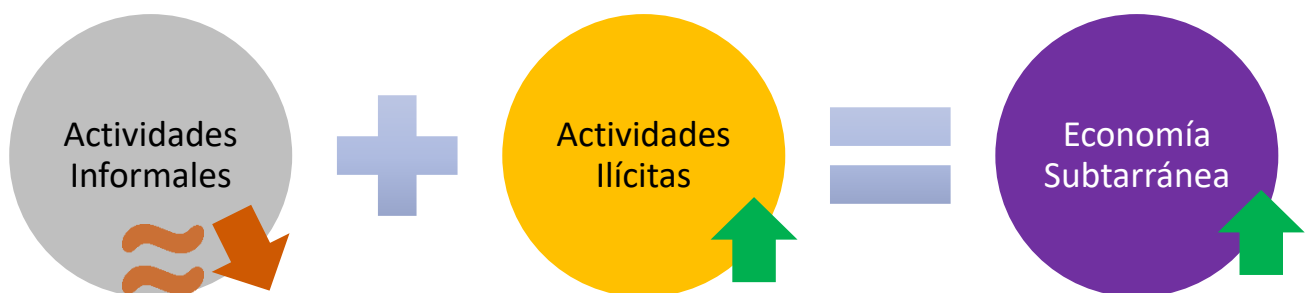 Actividades
Informales
Actividades
Ilícitas
Economía
Subtarránea